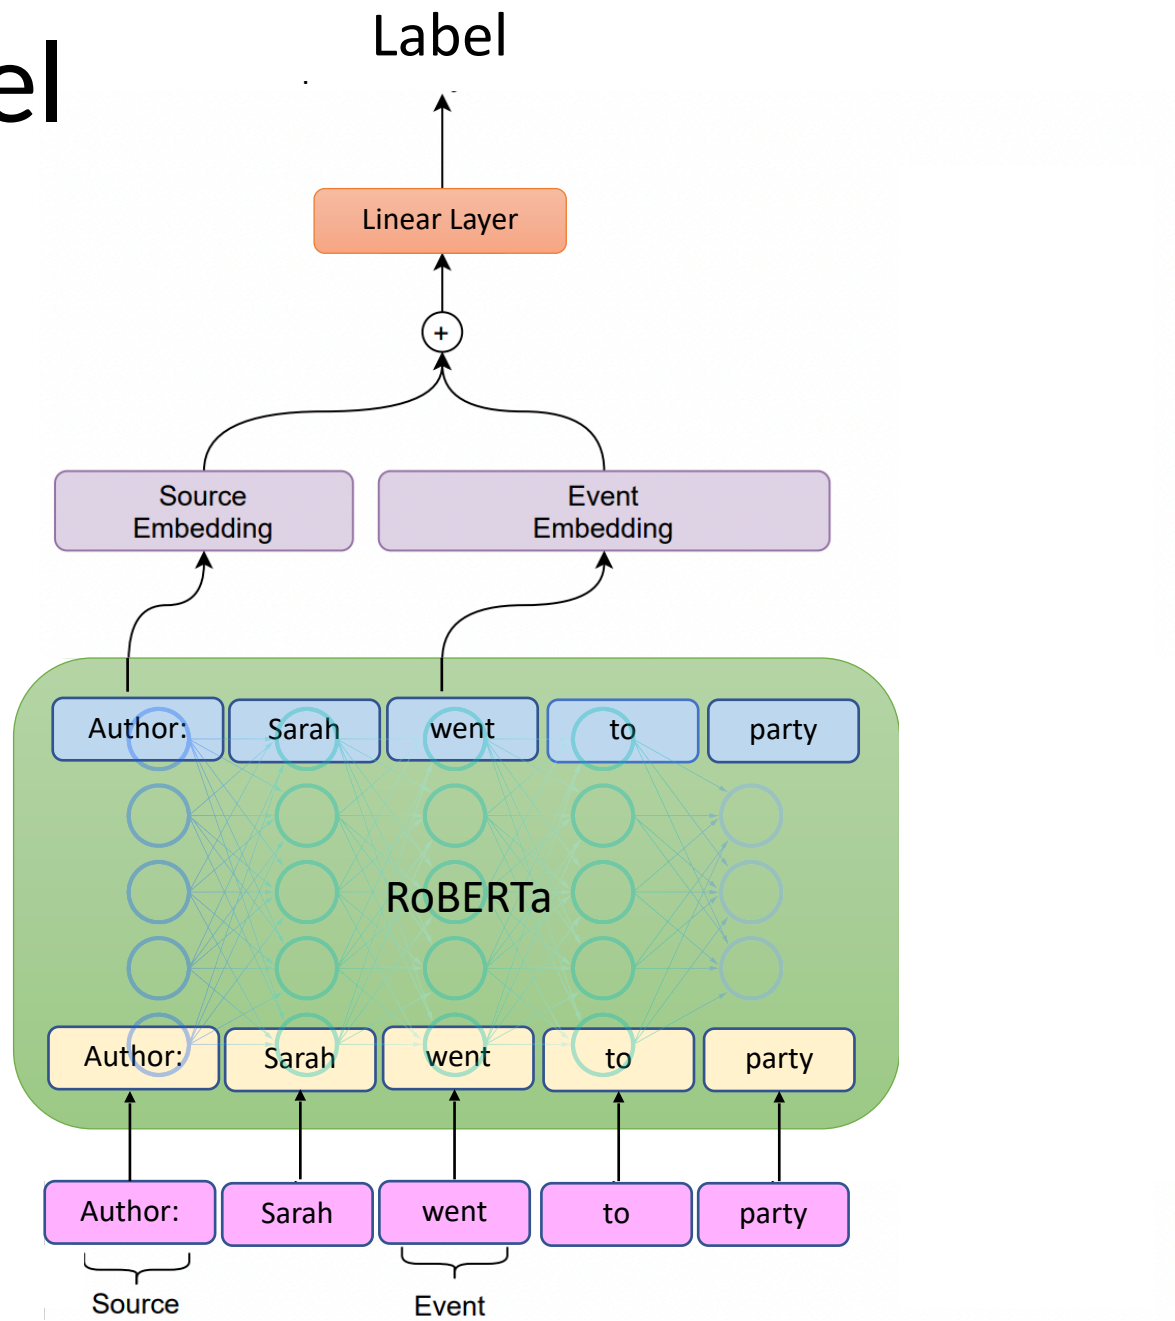 Label
el
Linear Layer
+
Source
Embedding
Event
Embedding
Author: Sarah went to party
RoBERTa
Author: Sarah went to party
Author: Sarah went to party
Source Event